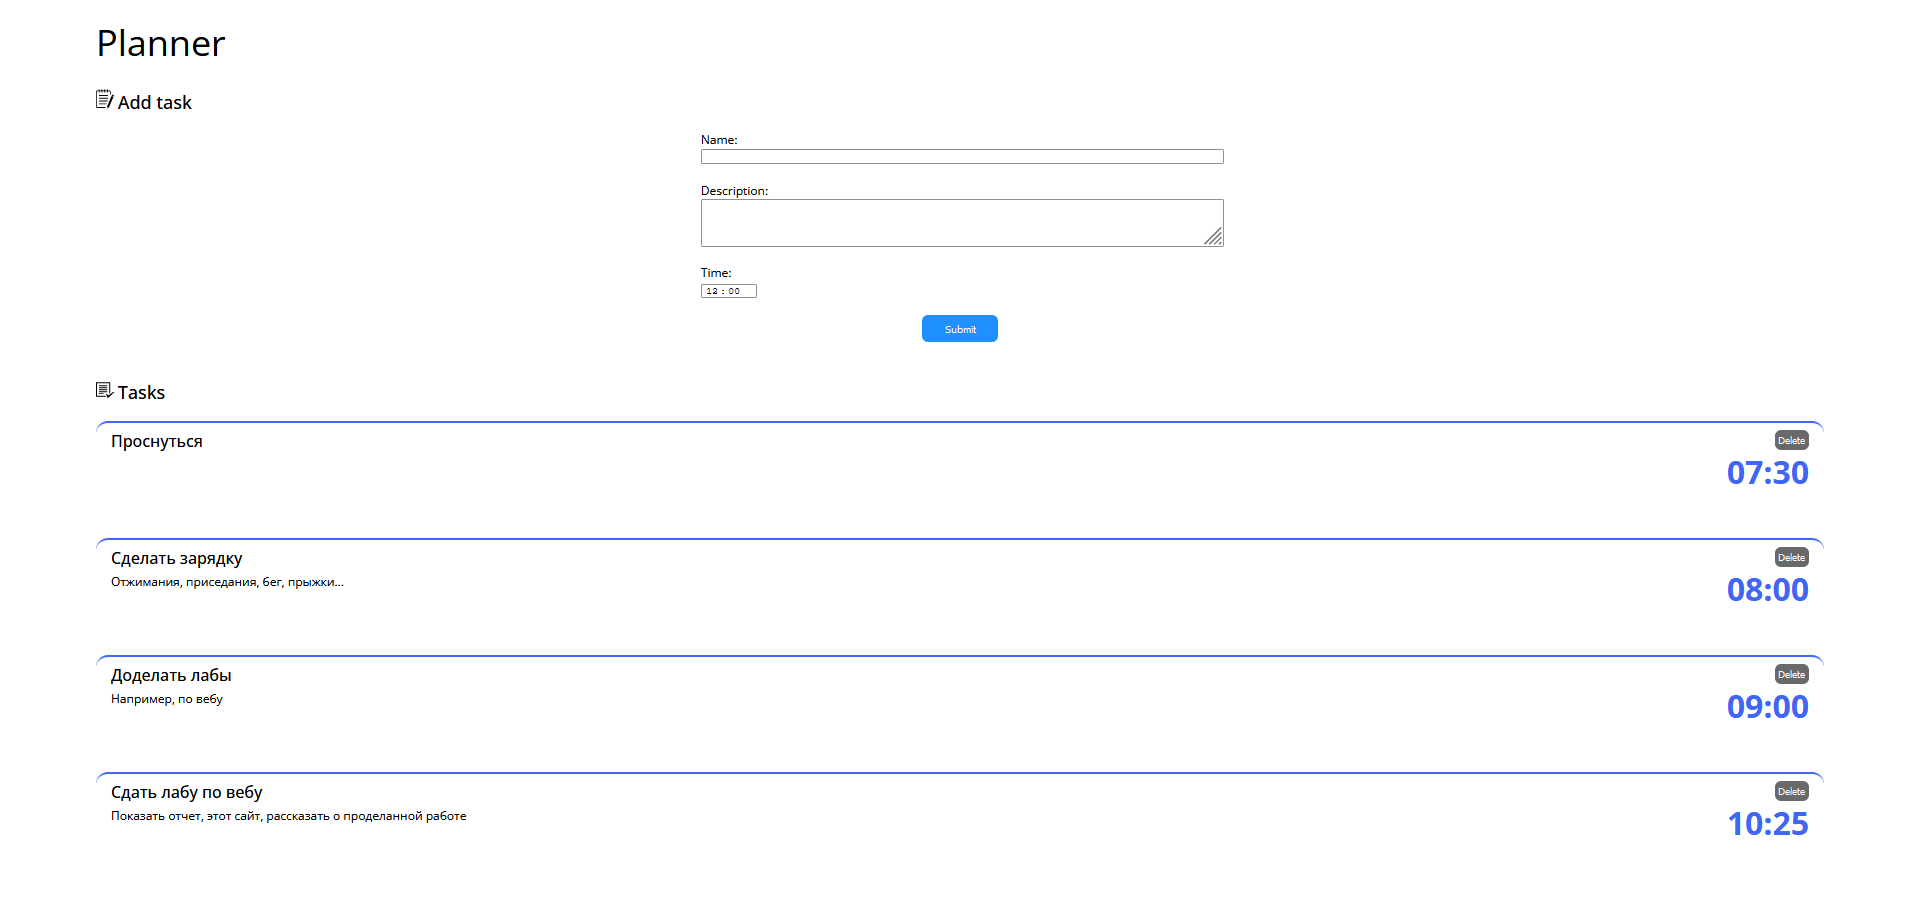 Planner
Add task
Name:
Description:
Time:
12 : 00
Submit
Tasks
Проснуться
Delete
07:30
Сделать зарядку
Delete
Отжимания, приседания, бег, прыжки...
08:00
Доделать лабы
Delete
Например, по вебу
09:00
Сдать лабу по вебу
Delete
Показать отчет, этот сайт, рассказать о проделанной работе
10:25